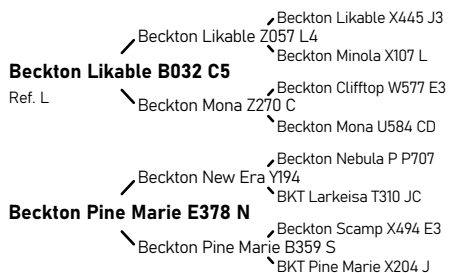 Beckton Likable X445 J3
Beckton Likable Z057 L4
Beckton Minola X107 L
Beckton Likable B032 C5
Ref. L
Beckton Clifftop W577 E3
Beckton Mona Z270 C
Beckton Mona U584 CD
Beckton Nebula P P707
Beckton New Era Y194
BKT Larkeisa T310 JC
Beckton Pine Marie E378 N
Beckton Scamp X494 E3
Beckton Pine Marie B359 S
BKT Pine Marie X204 J